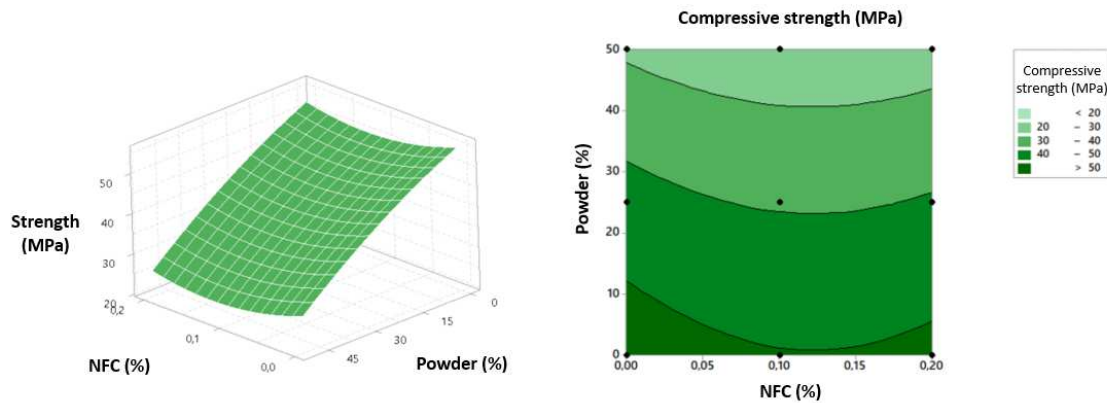 Strength
(MPa)
50
40
30
20
0,2
0,1
0,0
NFC (%)
45
30
15
0
Powder (%)
Compressive strength (MPa)
Powder (%)
50
40
30
20
10
0
0,00
0,05
0,10
0,15
0,20
NFC (%)
Compressive
strength (MPa)
< 20
20 – 30
30 – 40
40 – 50
> 50